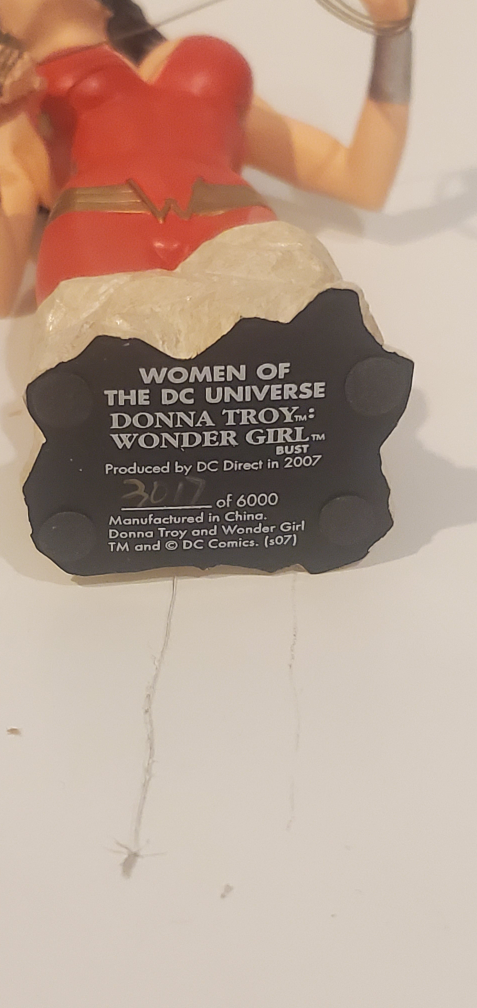 WOMEN OF
THE DC UNIVERSE
DONNA TROY™:
WONDER GIRL™
BUST
Produced by DC Direct in 2007
3017 of 6000
Manufactured in China.
Donna Troy and Wonder Girl
TM and © DC Comics. (s07)